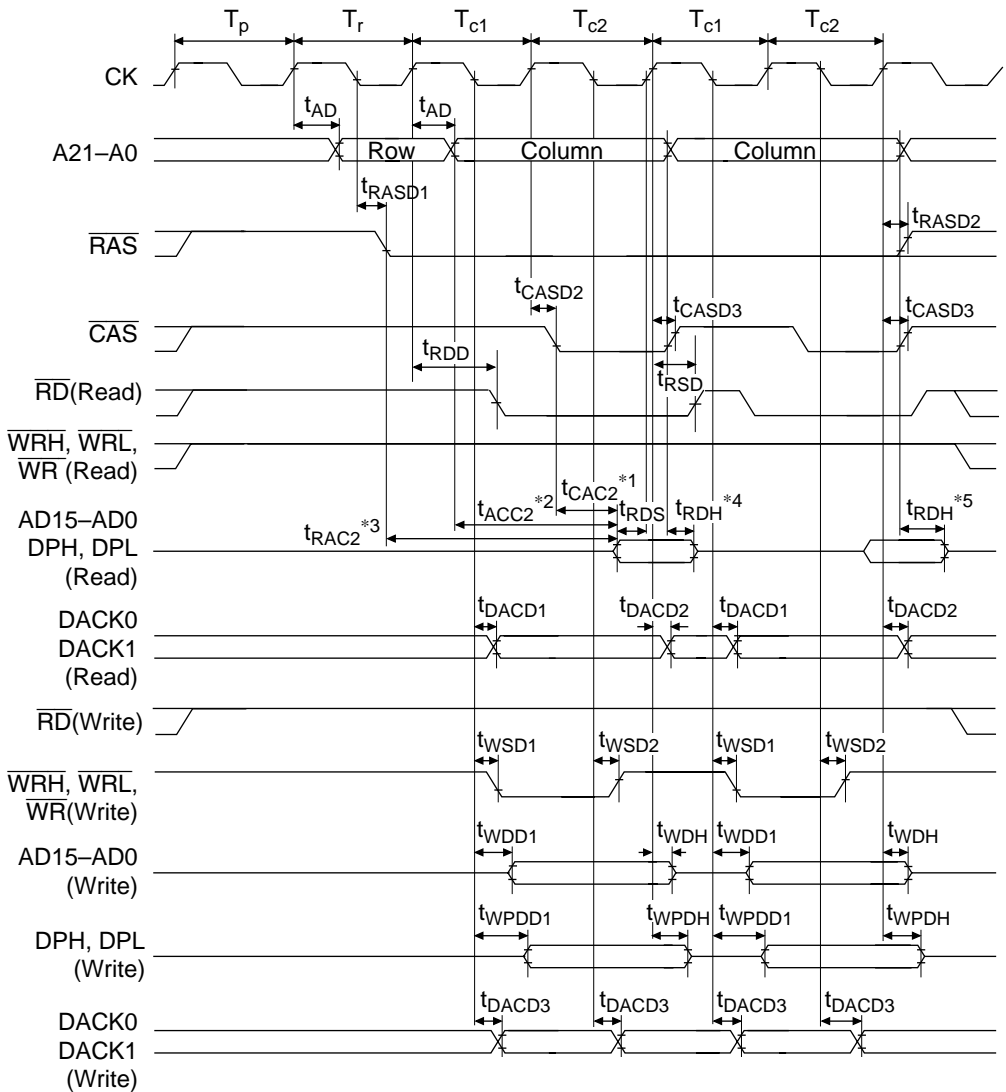 Tp Tr Tc1 Tc2 Tc1 Tc2
CK
tAD tAD
A21–A0 Row Column Column
tRASD1 tRASD2
RAS
tCASD2 tCASD3 tCASD3
CAS
tRDD tRSD
RD(Read)
WRH, WRL,
WR (Read)
tCAC2*1
tACC2*2 tRDS tRDH*4 tRDH*5
tRAC2*3
AD15–AD0
DPH, DPL
(Read)
tDACD1 tDACD2 tDACD1 tDACD2
DACK0
DACK1
(Read)
RD(Write)
tWSD1 tWSD2 tWSD1 tWSD2
WRH, WRL,
WR(Write)
tWDD1 tWDH tWDD1 tWDH
AD15–AD0
(Write)
tWPDD1 tWPDH tWPDD1 tWPDH
DPH, DPL
(Write)
tDACD3 tDACD3 tDACD3 tDACD3
DACK0
DACK1
(Write)